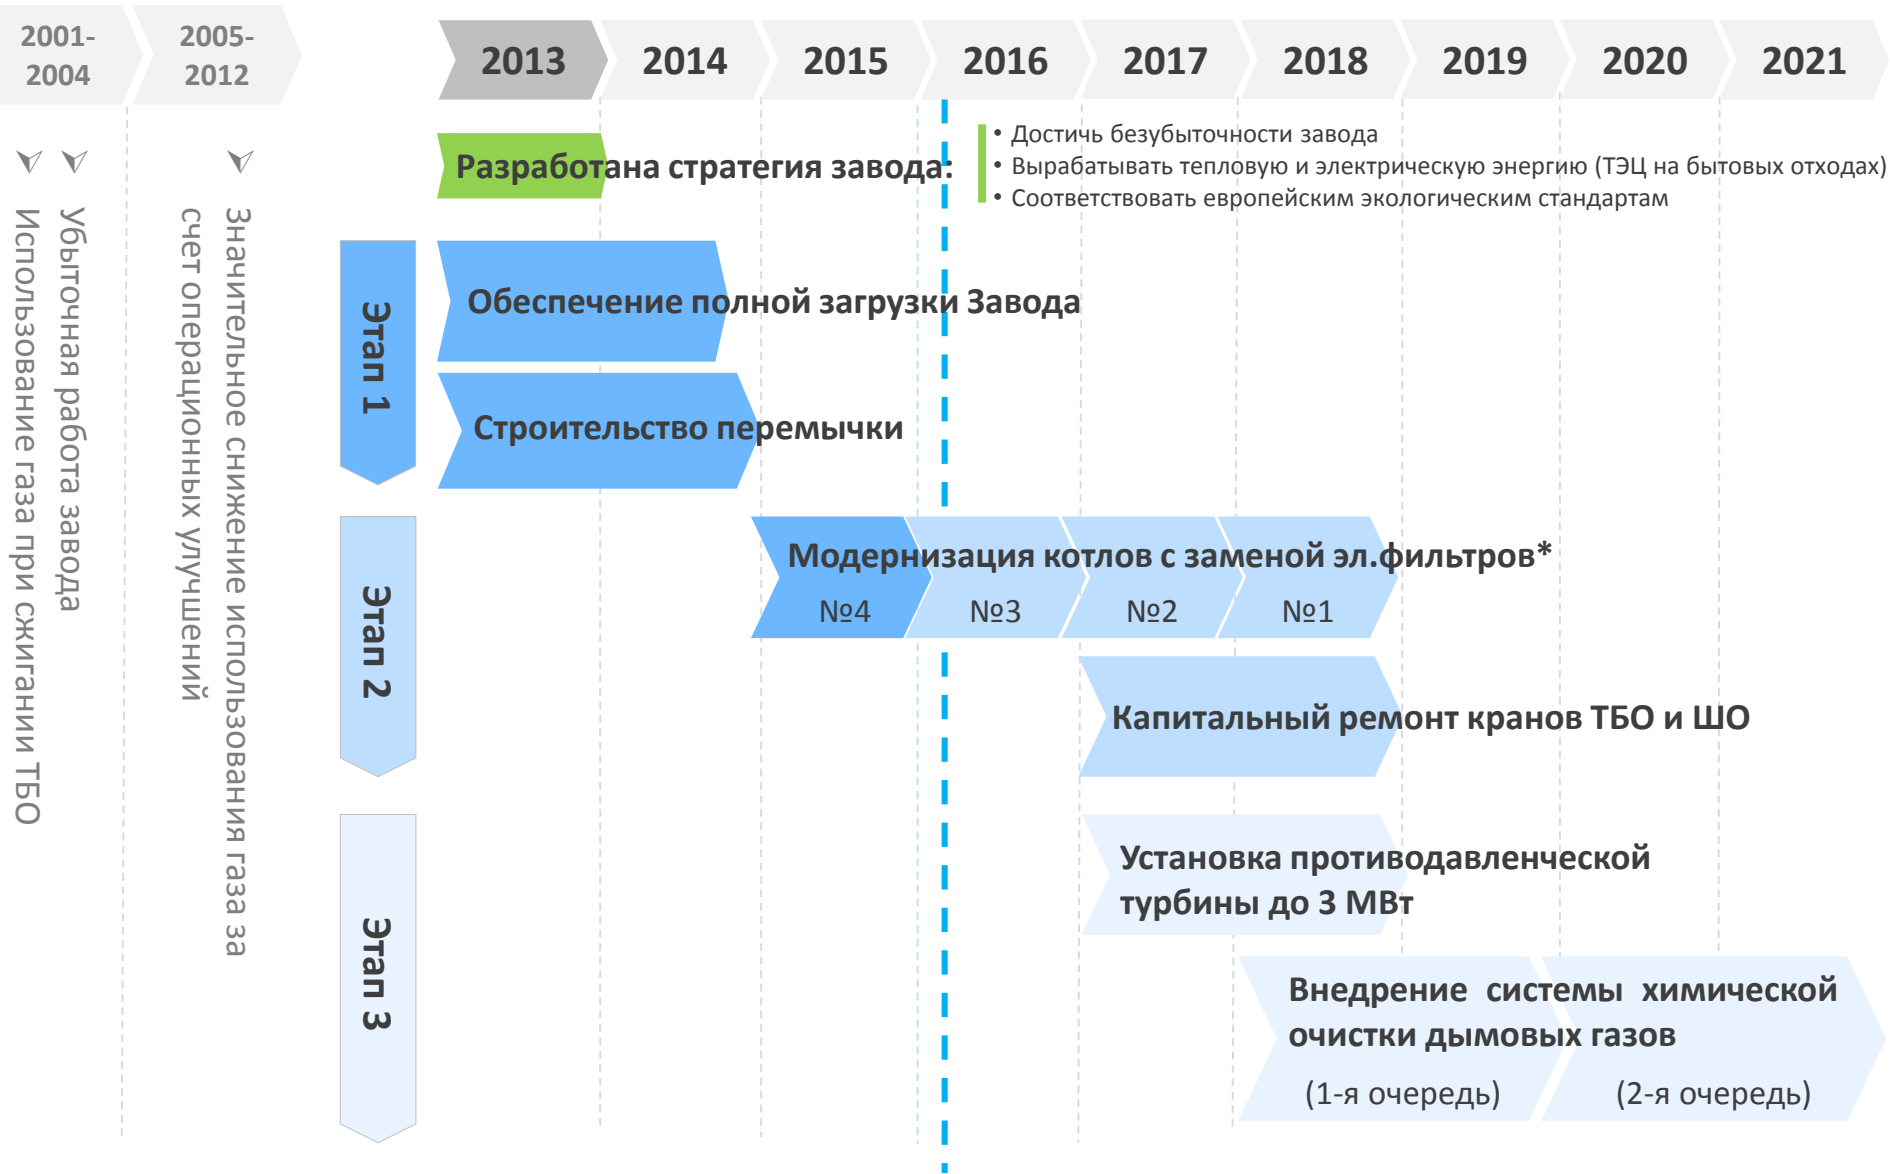 2001-
2004
2005-
2012
2013
2014
2015
2016
2017
2018
2019
2020
2021
Убыточная работа завода
Использование газа при сжигании ТБО
Значительное снижение использования газа за
счет операционных улучшений
Разработана стратегия завода:
• Достичь безубыточности завода
• Вырабатывать тепловую и электрическую энергию (ТЭЦ на бытовых отходах)
• Соответствовать европейским экологическим стандартам
Этап 1
Обеспечение полной загрузки Завода
Строительство перемычки
Этап 2
Модернизация котлов с заменой эл.фильтров*
№4
№3
№2
№1
Капитальный ремонт кранов ТБО и ШО
Этап 3
Установка противодавленческой
турбины до 3 МВт
Внедрение системы химической
очистки дымовых газов
(1-я очередь)
(2-я очередь)